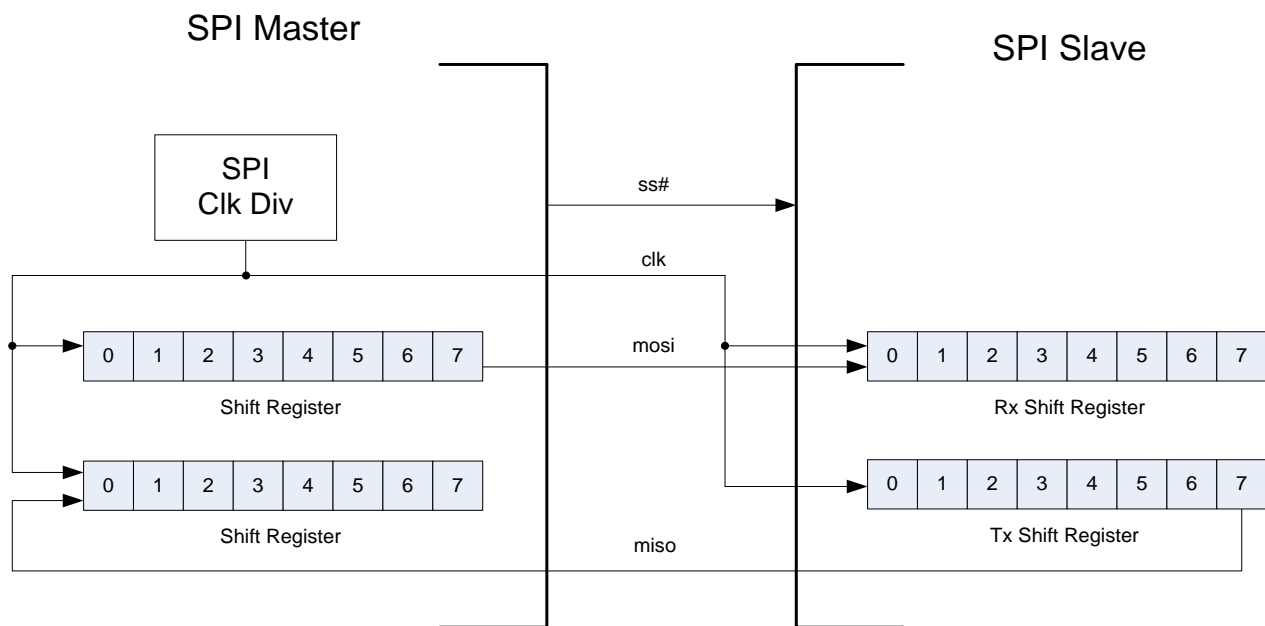 SPI Master
SPI Slave
SPI
Clk Div
ss#
clk
mosi
0 1 2 3 4 5 6 7
0 1 2 3 4 5 6 7
Shift Register
Rx Shift Register
0 1 2 3 4 5 6 7
0 1 2 3 4 5 6 7
Shift Register
Tx Shift Register
miso